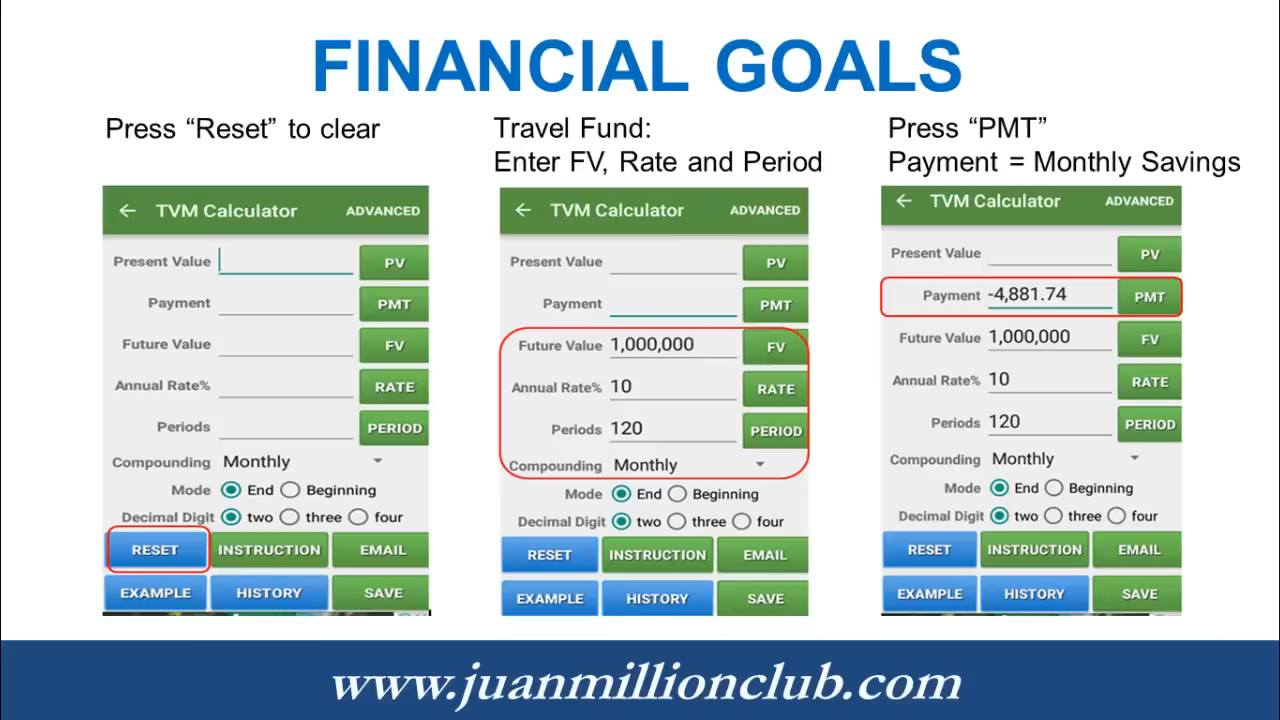 FINANCIAL GOALS
Press “Reset” to clear
TVM Calculator ADVANCED
Present Value PV
Payment PMT
Future Value FV
Annual Rate% RATE
Periods PERIOD
Compounding Monthly
Mode End Beginning
Decimal Digit two three four
RESET INSTRUCTION EMAIL
EXAMPLE HISTORY SAVE
Travel Fund:
Enter FV, Rate and Period
TVM Calculator ADVANCED
Present Value PV
Payment PMT
Future Value 1,000,000 FV
Annual Rate% 10 RATE
Periods 120 PERIOD
Compounding Monthly
Mode End Beginning
Decimal Digit two three four
RESET INSTRUCTION EMAIL
EXAMPLE HISTORY SAVE
Press “PMT”
Payment = Monthly Savings
TVM Calculator ADVANCED
Present Value PV
Payment -4,881.74 PMT
Future Value 1,000,000 FV
Annual Rate% 10 RATE
Periods 120 PERIOD
Compounding Monthly
Mode End Beginning
Decimal Digit two three four
RESET INSTRUCTION EMAIL
EXAMPLE HISTORY SAVE
www.juanmillionclub.com